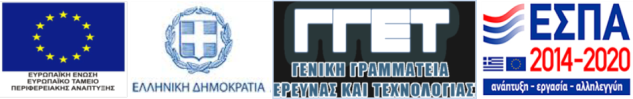 ΕΥΡΩΠΑΪΚΗ ΕΝΩΣΗ
ΕΥΡΩΠΑΪΚΟ ΤΑΜΕΙΟ
ΠΕΡΙΦΕΡΕΙΑΚΗΣ ΑΝΑΠΤΥΞΗΣ
ΕΛΛΗΝΙΚΗ ΔΗΜΟΚΡΑΤΙΑ
ΓΓΕΤ
ΓΕΝΙΚΗ ΓΡΑΜΜΑΤΕΙΑ
ΕΡΕΥΝΑΣ ΚΑΙ ΤΕΧΝΟΛΟΓΙΑΣ
ΕΣΠΑ
2014-2020
ανάπτυξη - εργασία - αλληλεγγύη